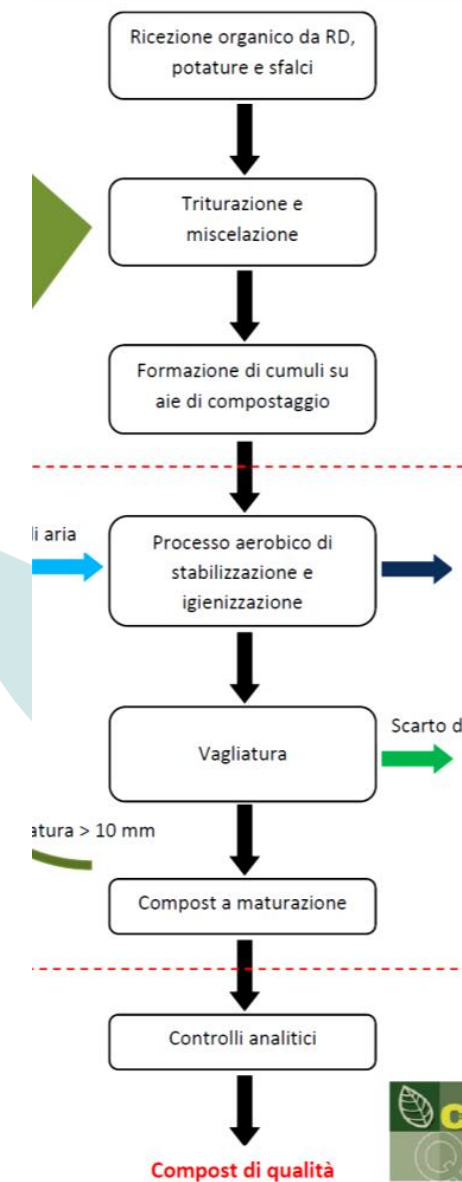 Ricezione organico da RD,
potature e sfalci
Triturazione e
miscelazione
Formazione di cumuli su
aie di compostaggio
aria
Processo aerobico di
stabilizzazione e
igienizzazione
Vagliatura
Scarto d
atura > 10 mm
Compost a maturazione
Controlli analitici
Compost di qualità